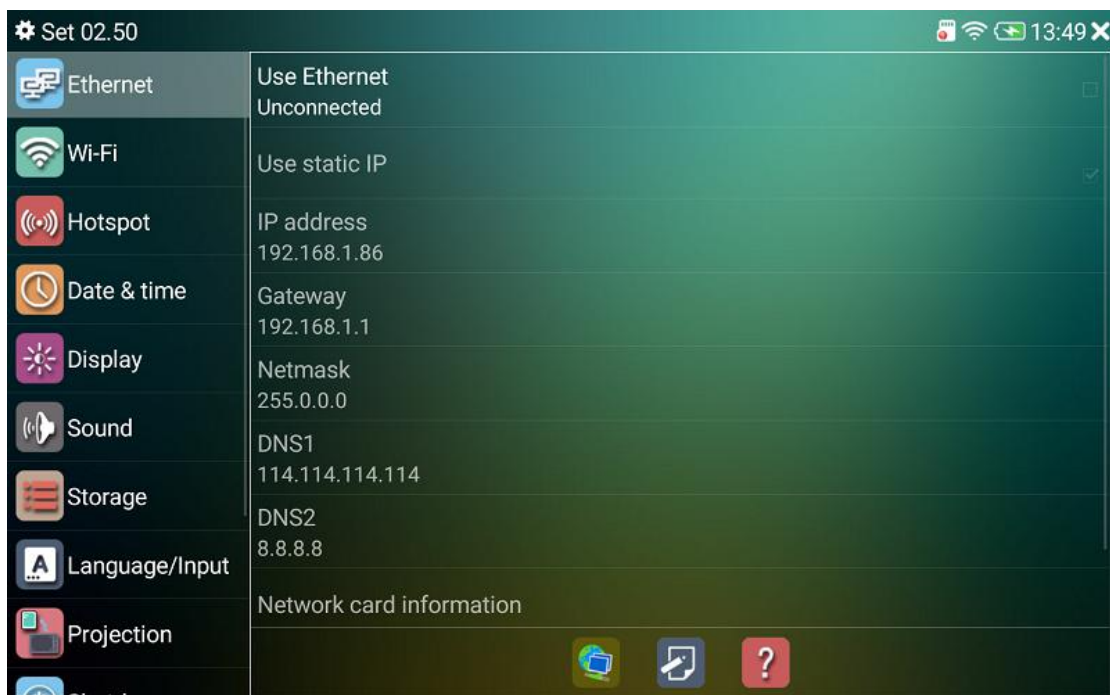 Set 02.50
13:49
Ethernet
Wi-Fi
Hotspot
Date & time
Display
Sound
Storage
Language/Input
Projection
Use Ethernet
Unconnected
Use static IP
IP address
192.168.1.86
Gateway
192.168.1.1
Netmask
255.0.0.0
DNS1
114.114.114.114
DNS2
8.8.8.8
Network card information
?